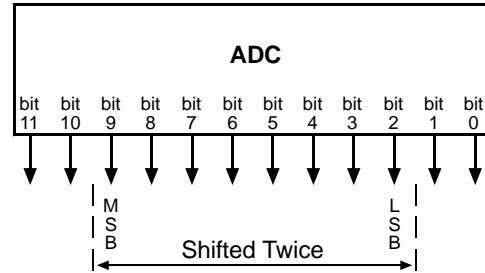 ADC
bit bit bit bit bit bit bit bit bit bit bit bit
11 10 9 8 7 6 5 4 3 2 1 0
MSB LSB
Shifted Twice